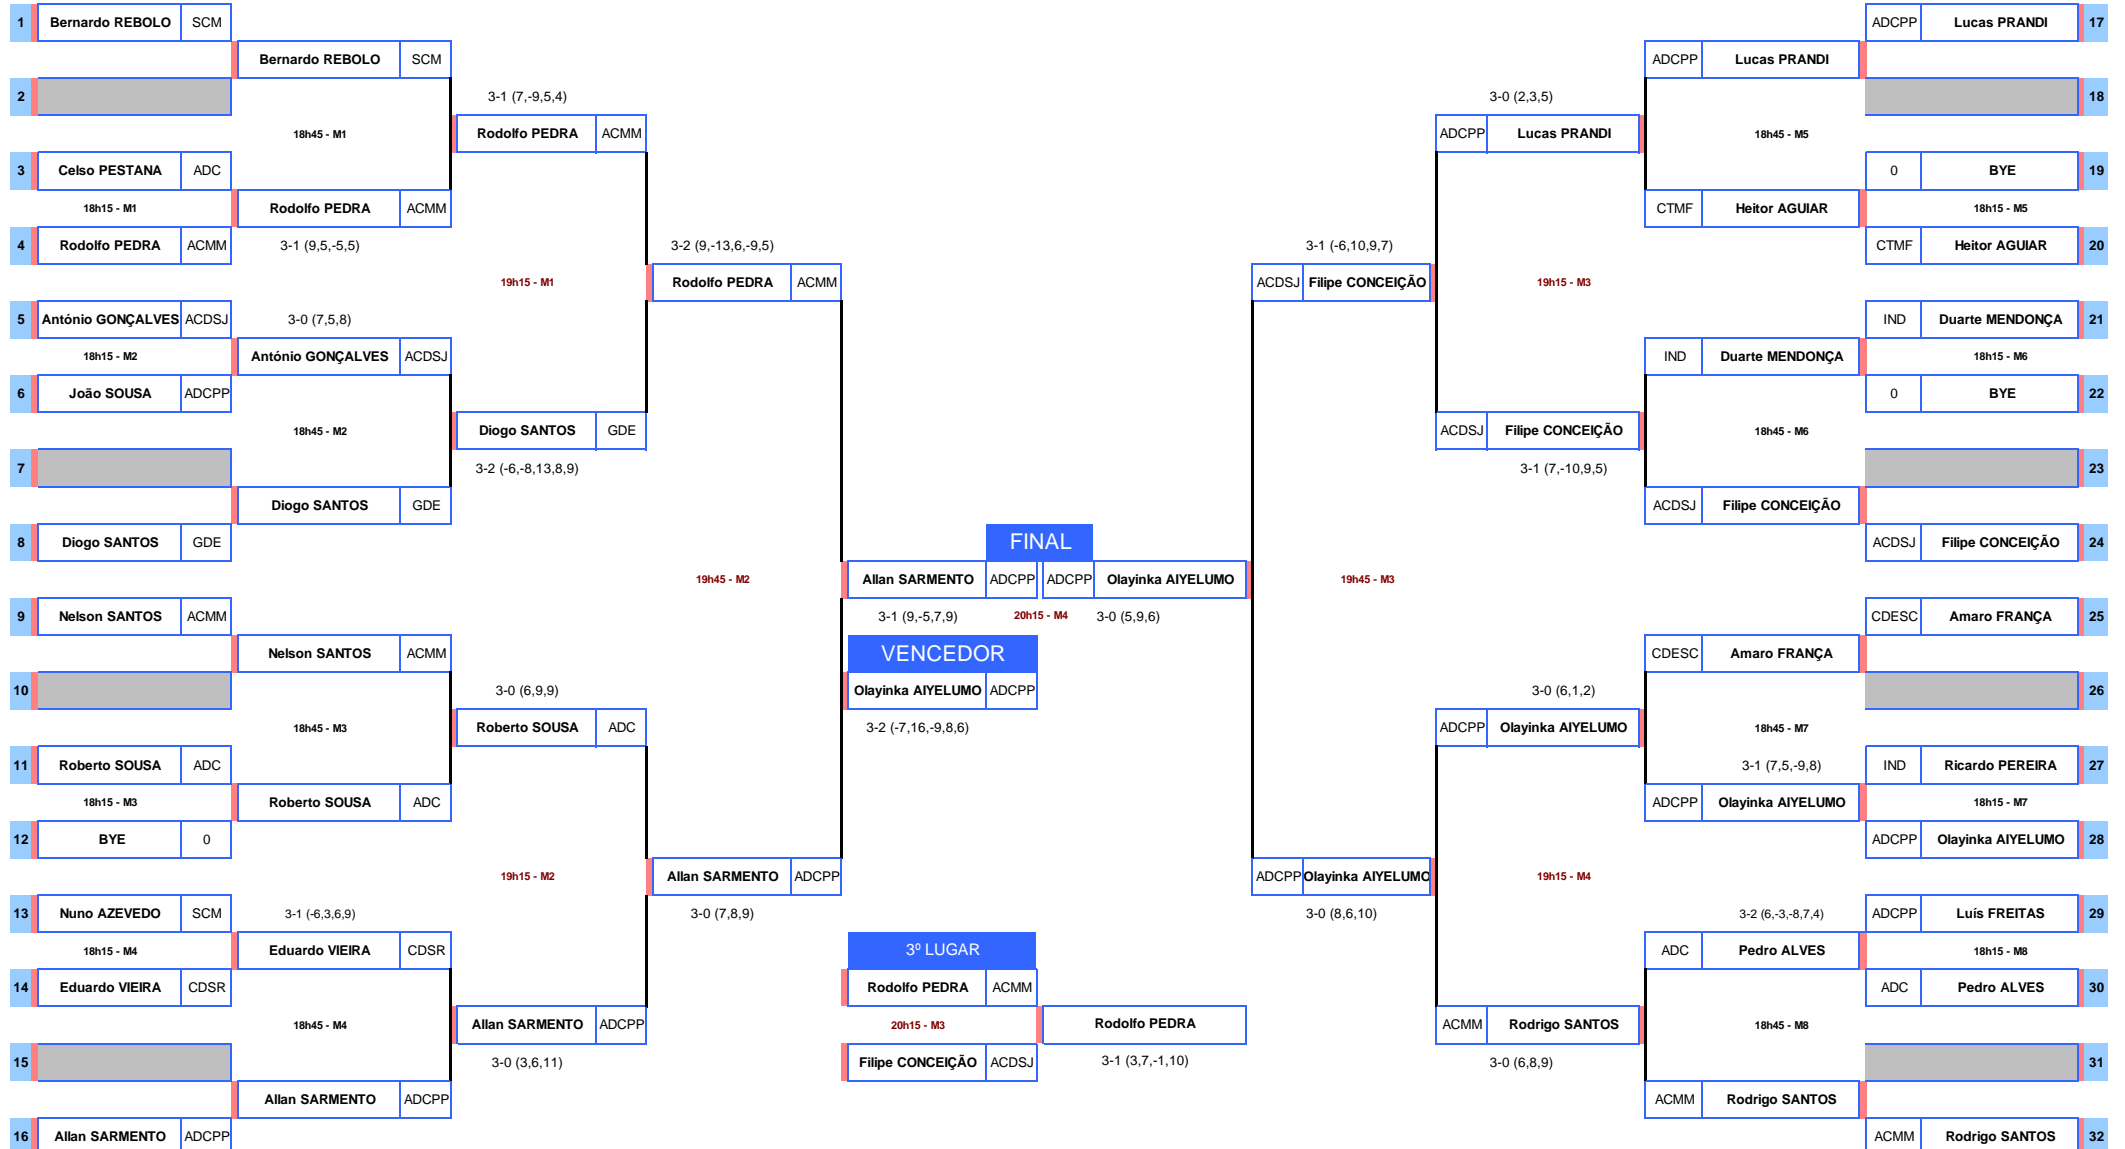 1 Bernardo REBOLO SCM ADCPP Lucas PRANDI 17
Bernardo REBOLO SCM ADCPP Lucas PRANDI
2 3-1 (7,-9,5,4) 3-0 (2,3,5) 18
18h45 - M1 Rodolfo PEDRA ACMM ADCPP Lucas PRANDI 18h45 - M5
3 Celso PESTANA ADC 0 BYE 19
18h15 - M1 Rodolfo PEDRA ACMM CTMF Heitor AGUIAR 18h15 - M5
4 Rodolfo PEDRA ACMM 3-1 (9,5,-5,5) 3-2 (9,-13,6,-9,5) 3-1 (-6,10,9,7) CTMF Heitor AGUIAR 20
19h15 - M1 Rodolfo PEDRA ACMM ACDSJ Filipe CONCEIÇÃO 19h15 - M3
5 António GONÇALVES ACDSJ 3-0 (7,5,8) IND Duarte MENDONÇA 21
18h15 - M2 António GONÇALVES ACDSJ IND Duarte MENDONÇA 18h15 - M6
6 João SOUSA ADCPP 0 BYE 22
18h45 - M2 Diogo SANTOS GDE ACDSJ Filipe CONCEIÇÃO 18h45 - M6
7 3-2 (-6,-8,13,8,9) 3-1 (7,-10,9,5) 23
Diogo SANTOS GDE ACDSJ Filipe CONCEIÇÃO
8 Diogo SANTOS GDE FINAL ACDSJ Filipe CONCEIÇÃO 24
19h45 - M2 Allan SARMENTO ADCPP ADCPP Olayinka AIYELUMO 19h45 - M3
9 Nelson SANTOS ACMM 3-1 (9,-5,7,9) 20h15 - M4 3-0 (5,9,6) CDESC Amaro FRANÇA 25
Nelson SANTOS ACMM VENCEDOR CDESC Amaro FRANÇA
10 3-0 (6,9,9) Olayinka AIYELUMO ADCPP 3-0 (6,1,2) 26
18h45 - M3 Roberto SOUSA ADC 3-2 (-7,16,-9,8,6) ADCPP Olayinka AIYELUMO 18h45 - M7
11 Roberto SOUSA ADC 3-1 (7,5,-9,8) IND Ricardo PEREIRA 27
18h15 - M3 Roberto SOUSA ADC ADCPP Olayinka AIYELUMO 18h15 - M7
12 BYE 0 ADCPP Olayinka AIYELUMO 28
19h15 - M2 Allan SARMENTO ADCPP ADCPP Olayinka AIYELUMO 19h15 - M4
13 Nuno AZEVEDO SCM 3-1 (-6,3,6,9) 3-0 (7,8,9) 3-0 (8,6,10) 3-2 (6,-3,-8,7,4) ADCPP Luís FREITAS 29
18h15 - M4 Eduardo VIEIRA CDSR 3º LUGAR ADC Pedro ALVES 18h15 - M8
14 Eduardo VIEIRA CDSR Rodolfo PEDRA ACMM ADC Pedro ALVES 30
18h45 - M4 Allan SARMENTO ADCPP 20h15 - M3 Rodolfo PEDRA ACMM Rodrigo SANTOS 18h45 - M8
15 3-0 (3,6,11) Filipe CONCEIÇÃO ACDSJ 3-1 (3,7,-1,10) 3-0 (6,8,9) 31
Allan SARMENTO ADCPP ACMM Rodrigo SANTOS
16 Allan SARMENTO ADCPP ACMM Rodrigo SANTOS 32